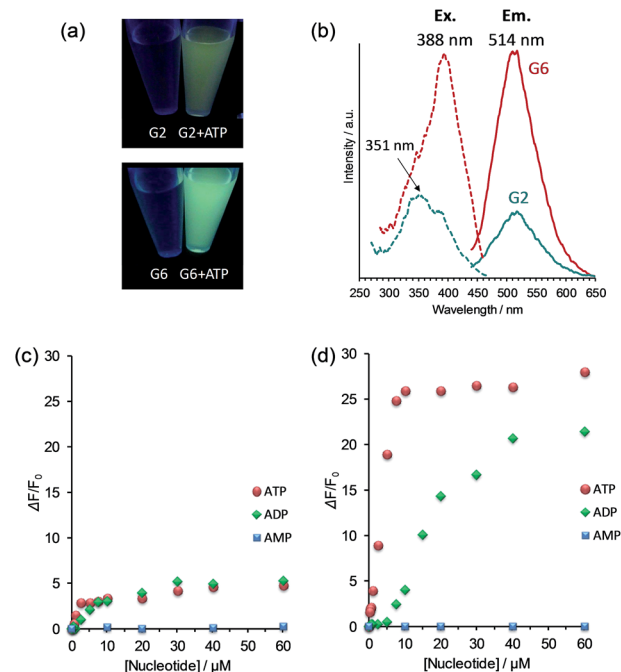 (a)
G2 G2+ATP
G6 G6+ATP
(b)
Ex. Em.
388 nm 514 nm
G6
351 nm
G2
Intensity / a.u.
250 300 350 400 450 500 550 600 650
Wavelength / nm
(c)
30
25
20
15
10
5
0
ΔF/F0
ATP
ADP
AMP
0 10 20 30 40 50 60
[Nucleotide] / µM
(d)
30
25
20
15
10
5
0
ΔF/F0
ATP
ADP
AMP
0 10 20 30 40 50 60
[Nucleotide] / µM